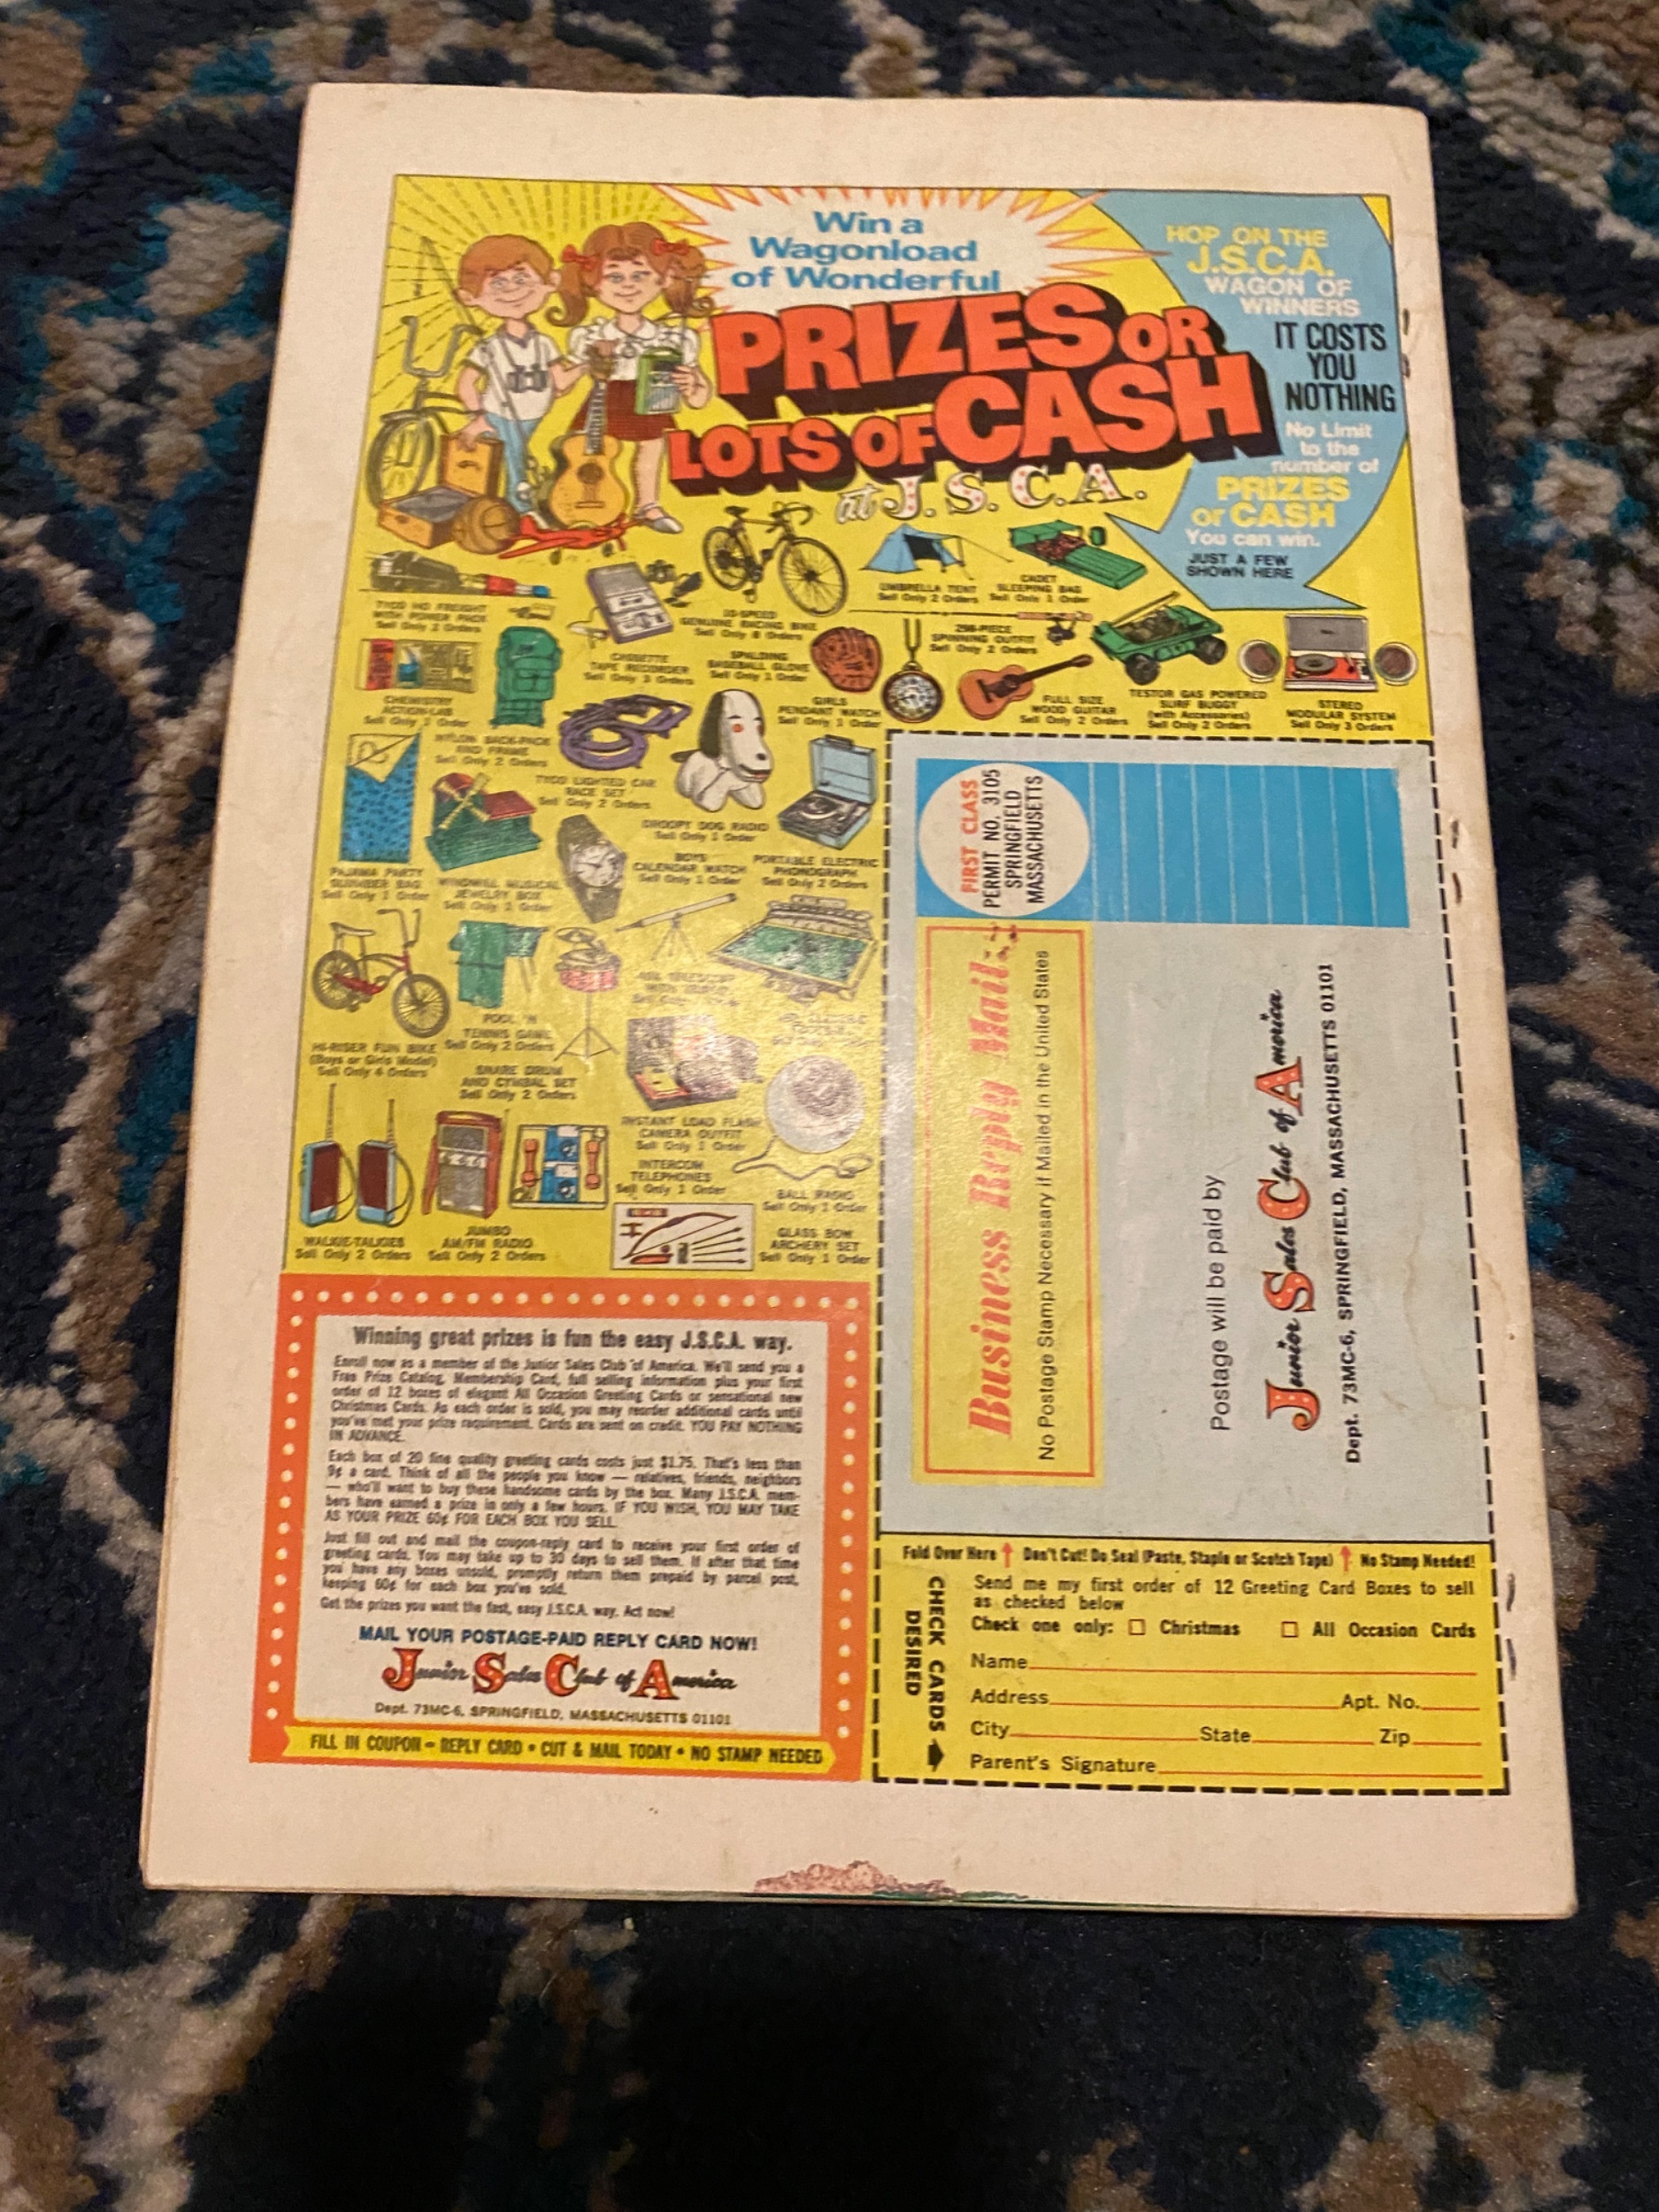 Win a
Wagonload
of Wonderful
PRIZES OR
LOTS OF CASH
at J.S.C.A.
HOP ON THE
J.S.C.A.
WAGON OF
WINNERS
IT COSTS
YOU
NOTHING
No Limit
to the
number of
PRIZES
or CASH
You can win.
JUST A FEW
SHOWN HERE
TYCO HO FREIGHT
WITH POWER PACK
Sell Only 2 Orders
CASSETTE
TAPE RECORDER
Sell Only 3 Orders
10-SPEED
GENUINE RACING BIKE
Sell Only 8 Orders
UMBRELLA TENT
Sell Only 2 Orders
CADET
SLEEPING BAG
Sell Only 1 Order
CHEMISTRY
ACTION-LAB
Sell Only 1 Order
SPALDING
BASEBALL GLOVE
Sell Only 1 Order
296-PIECE
SPINNING OUTFIT
Sell Only 2 Orders
GIRLS
PENDANT WATCH
Sell Only 1 Order
FULL SIZE
WOOD GUITAR
Sell Only 2 Orders
TESTOR GAS POWERED
SURF BUGGY
(with Accessories)
Sell Only 2 Orders
STEREO
MODULAR SYSTEM
Sell Only 3 Orders
NYLON BACK-PACK
AND FRAME
Sell Only 2 Orders
TYCO LIGHTED CAR
RACE SET
Sell Only 2 Orders
DROOPY DOG RADIO
Sell Only 1 Order
PAJAMA PARTY
SLUMBER BAG
Sell Only 1 Order
WINDMILL MUSICAL
JEWELRY BOX
Sell Only 1 Order
BOYS
CALENDAR WATCH
Sell Only 1 Order
PORTABLE ELECTRIC
PHONOGRAPH
Sell Only 2 Orders
HI-RISER FUN BIKE
(Boys or Girls Model)
Sell Only 4 Orders
POOL 'N
TENNIS GAME
Sell Only 2 Orders
SNARE DRUM
AND CYMBAL SET
Sell Only 2 Orders
INSTANT LOAD FLASH
CAMERA OUTFIT
Sell Only 1 Order
INTERCOM
TELEPHONES
Sell Only 1 Order
BALL RADIO
Sell Only 1 Order
WALKIE-TALKIES
Sell Only 2 Orders
JUMBO
AM/FM RADIO
Sell Only 2 Orders
GLASS BOW
ARCHERY SET
Sell Only 1 Order
FIRST CLASS
PERMIT NO. 3105
SPRINGFIELD
MASSACHUSETTS
Business Reply Mail
No Postage Stamp Necessary if Mailed in the United States
Postage will be paid by
Junior Sales Club of America
Dept. 73MC-6, SPRINGFIELD, MASSACHUSETTS 01101
Winning great prizes is fun the easy J.S.C.A. way.
Enroll now as a member of the Junior Sales Club of America. We'll send you a
Free Prize Catalog, Membership Card, full selling information plus your first
order of 12 boxes of elegant All Occasion Greeting Cards or sensational new
Christmas Cards. As each order is sold, you may reorder additional cards until
you've met your prize requirement. Cards are sent on credit. YOU PAY NOTHING
IN ADVANCE.
Each box of 20 fine quality greeting cards costs just $1.75. That's less than
9¢ a card. Think of all the people you know — relatives, friends, neighbors
— who'll want to buy these handsome cards by the box. Many J.S.C.A. mem-
bers have earned a prize in only a few hours. IF YOU WISH, YOU MAY TAKE
AS YOUR PRIZE 60¢ FOR EACH BOX YOU SELL.
Just fill out and mail the coupon-reply card to receive your first order of
greeting cards. You may take up to 30 days to sell them. If after that time
you have any boxes unsold, promptly return them prepaid by parcel post,
keeping 60¢ for each box you've sold.
Get the prizes you want the fast, easy J.S.C.A. way. Act now!
MAIL YOUR POSTAGE-PAID REPLY CARD NOW!
Junior Sales Club of America
Dept. 73MC-6, SPRINGFIELD, MASSACHUSETTS 01101
FILL IN COUPON – REPLY CARD • CUT & MAIL TODAY • NO STAMP NEEDED
Fold Over Here ↑ Don't Cut! Do Seal (Paste, Staple or Scotch Tape) ↑ No Stamp Needed!
CHECK CARDS
DESIRED
Send me my first order of 12 Greeting Card Boxes to sell
as checked below
Check one only: □ Christmas □ All Occasion Cards
Name
Address Apt. No.
City State Zip
Parent's Signature